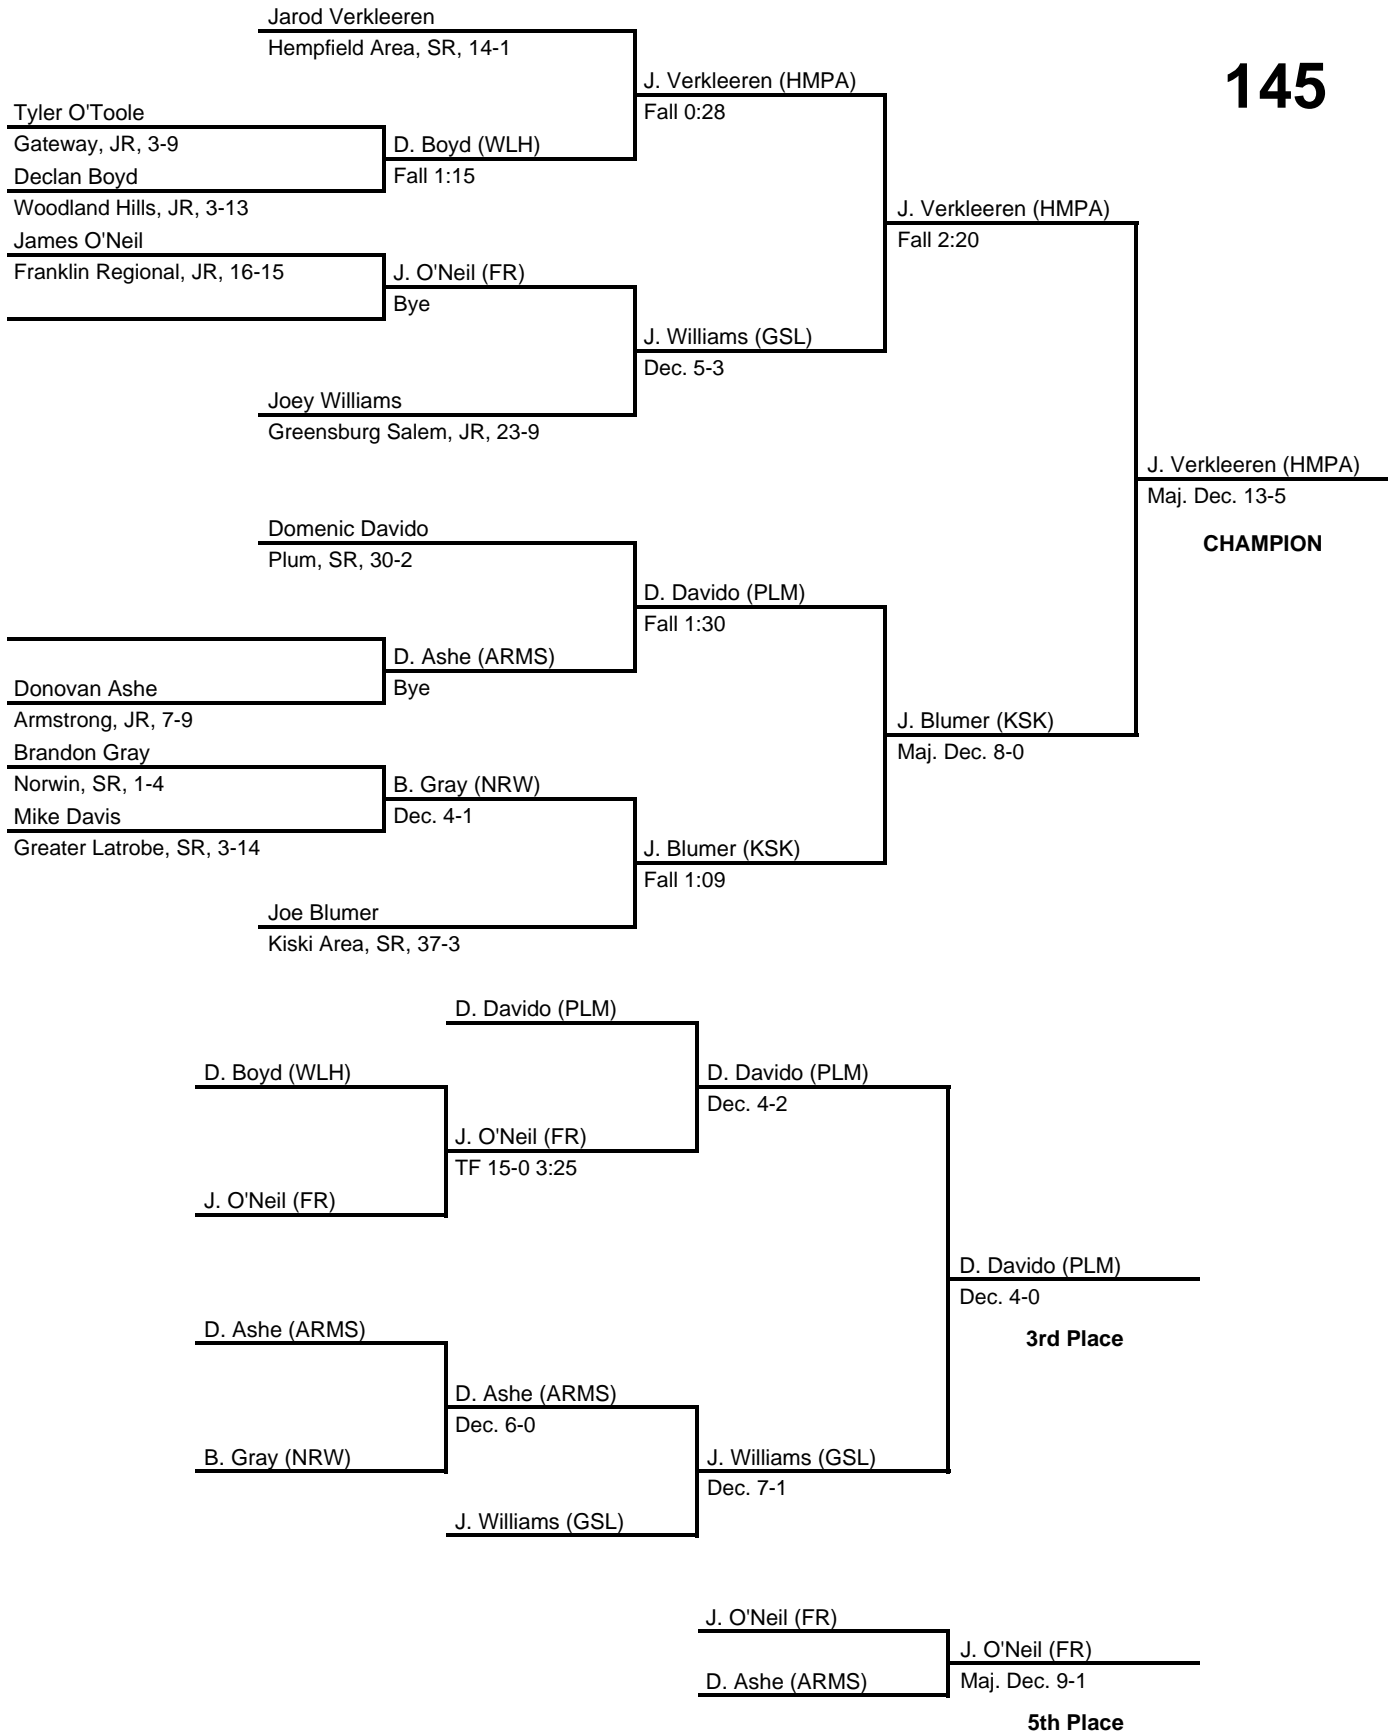 Jarod Verkleeren
Hempfield Area, SR, 14-1
145
J. Verkleeren (HMPA)
Fall 0:28
Tyler O'Toole
Gateway, JR, 3-9
D. Boyd (WLH)
Fall 1:15
Declan Boyd
Woodland Hills, JR, 3-13
J. Verkleeren (HMPA)
Fall 2:20
James O'Neil
Franklin Regional, JR, 16-15
J. O'Neil (FR)
Bye
J. Williams (GSL)
Dec. 5-3
Joey Williams
Greensburg Salem, JR, 23-9
J. Verkleeren (HMPA)
Maj. Dec. 13-5
CHAMPION
Domenic Davido
Plum, SR, 30-2
D. Davido (PLM)
Fall 1:30
D. Ashe (ARMS)
Bye
Donovan Ashe
Armstrong, JR, 7-9
J. Blumer (KSK)
Maj. Dec. 8-0
Brandon Gray
Norwin, SR, 1-4
B. Gray (NRW)
Dec. 4-1
Mike Davis
Greater Latrobe, SR, 3-14
J. Blumer (KSK)
Fall 1:09
Joe Blumer
Kiski Area, SR, 37-3
D. Davido (PLM)
D. Boyd (WLH)
D. Davido (PLM)
Dec. 4-2
J. O'Neil (FR)
TF 15-0 3:25
J. O'Neil (FR)
D. Davido (PLM)
Dec. 4-0
3rd Place
D. Ashe (ARMS)
D. Ashe (ARMS)
Dec. 6-0
B. Gray (NRW)
J. Williams (GSL)
Dec. 7-1
J. Williams (GSL)
J. O'Neil (FR)
J. O'Neil (FR)
Maj. Dec. 9-1
D. Ashe (ARMS)
5th Place